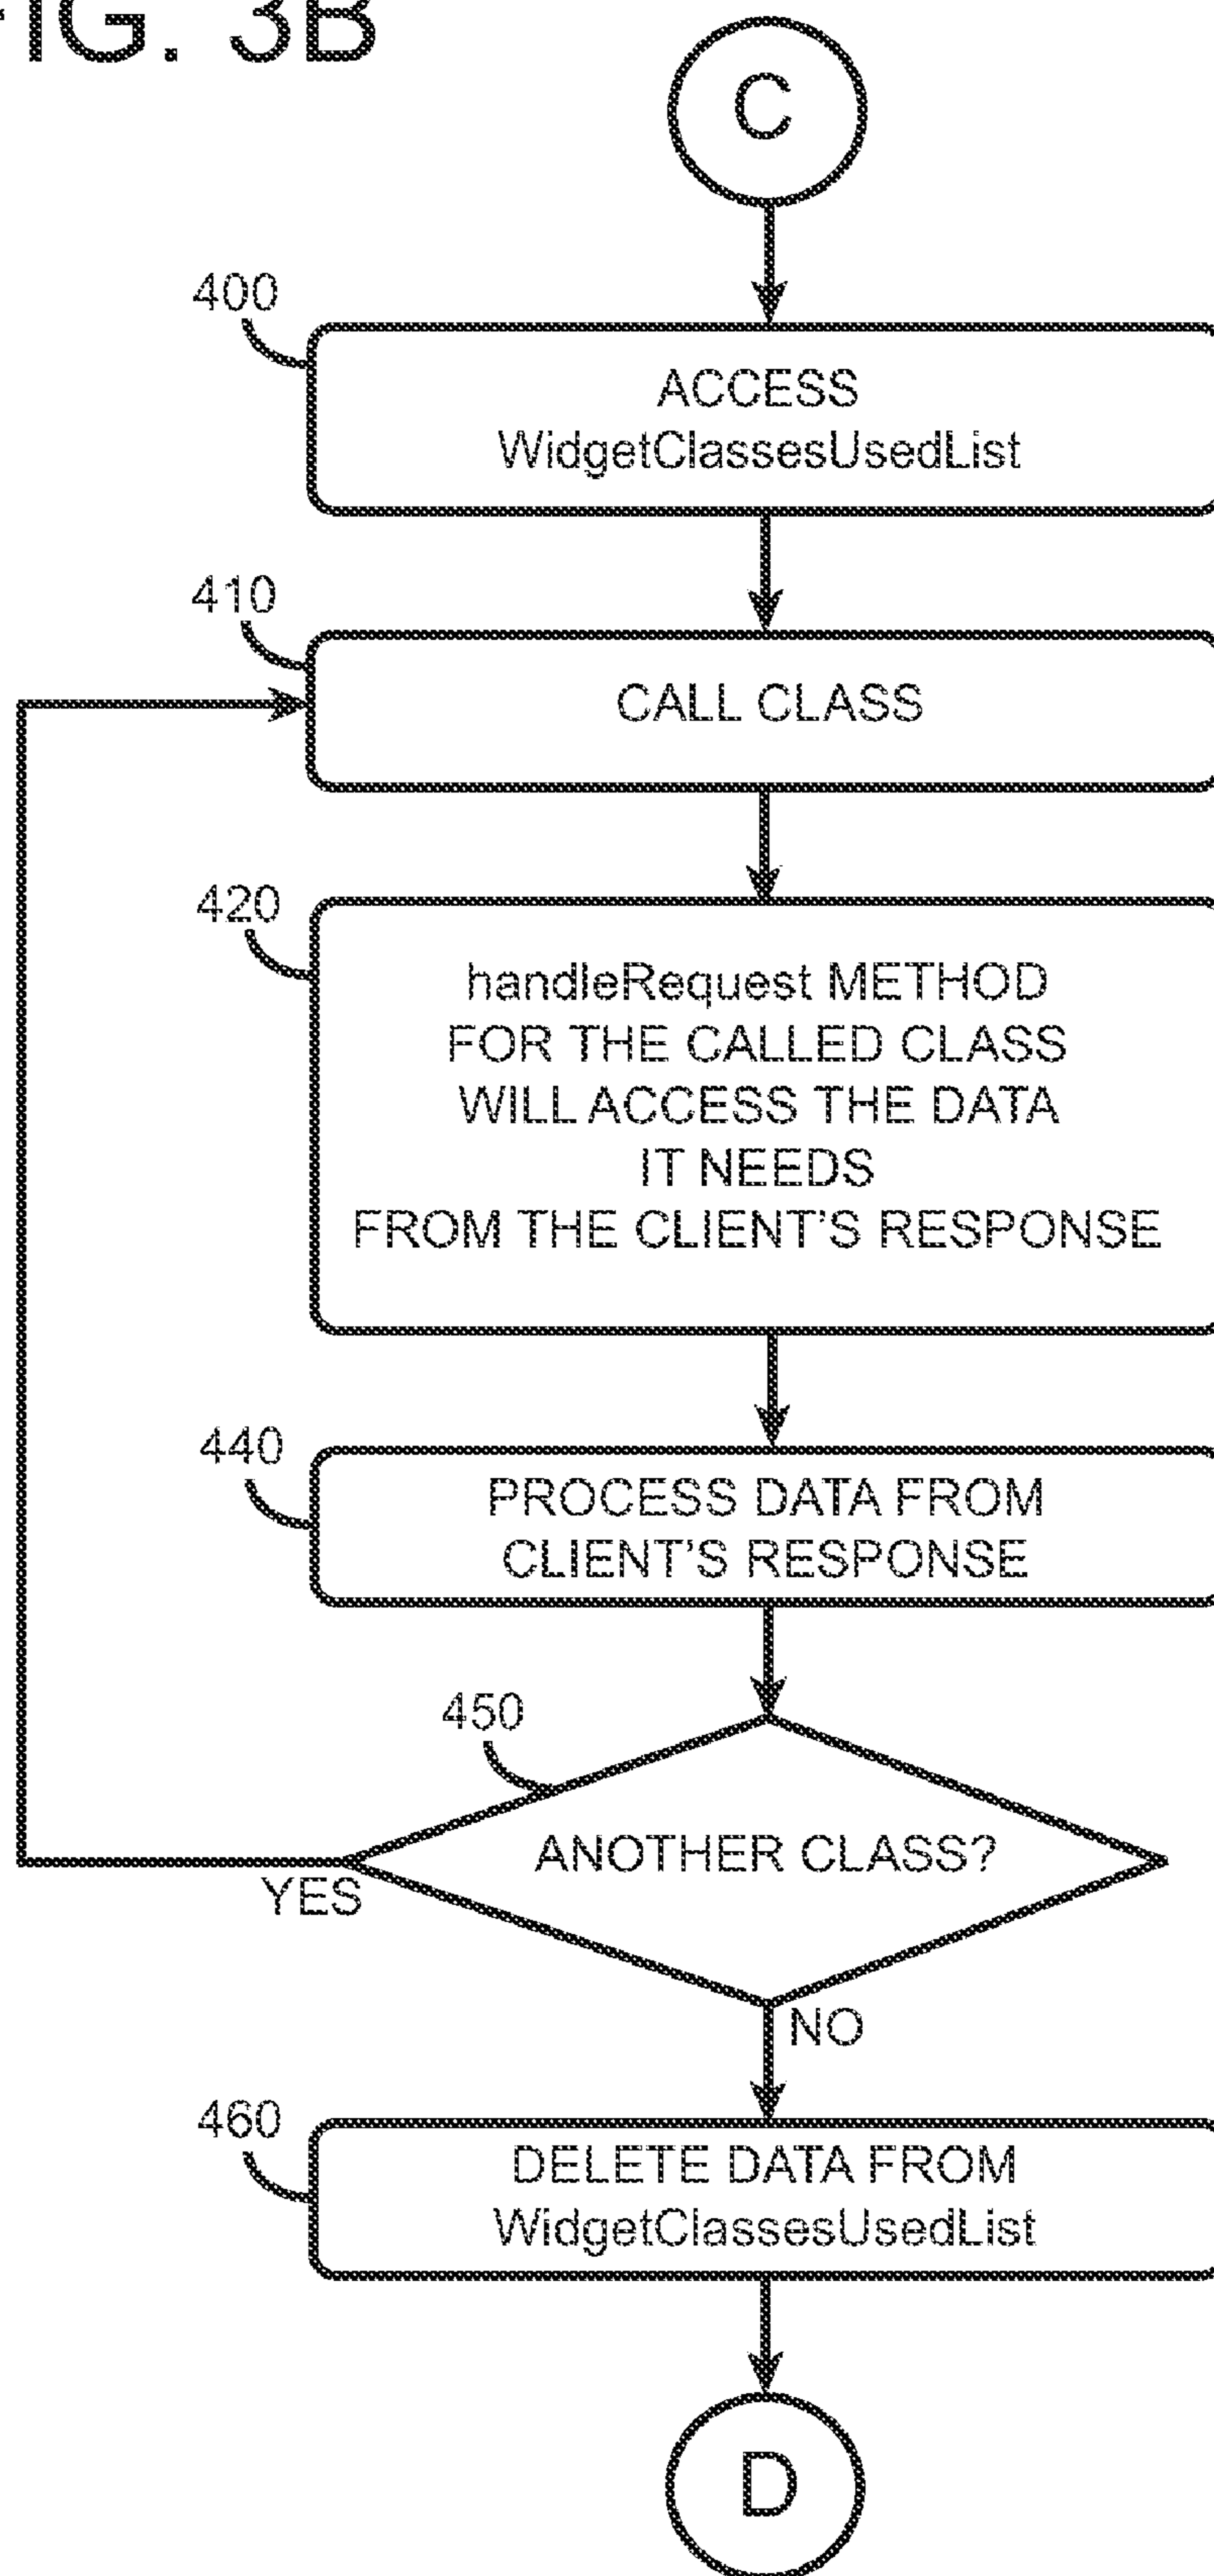 FIG. 3B
C
400
ACCESS
WidgetClassesUsedList
410
CALL CLASS
420
handleRequest METHOD
FOR THE CALLED CLASS
WILL ACCESS THE DATA
IT NEEDS
FROM THE CLIENT'S RESPONSE
440
PROCESS DATA FROM
CLIENT'S RESPONSE
450
ANOTHER CLASS?
YES
NO
460
DELETE DATA FROM
WidgetClassesUsedList
D